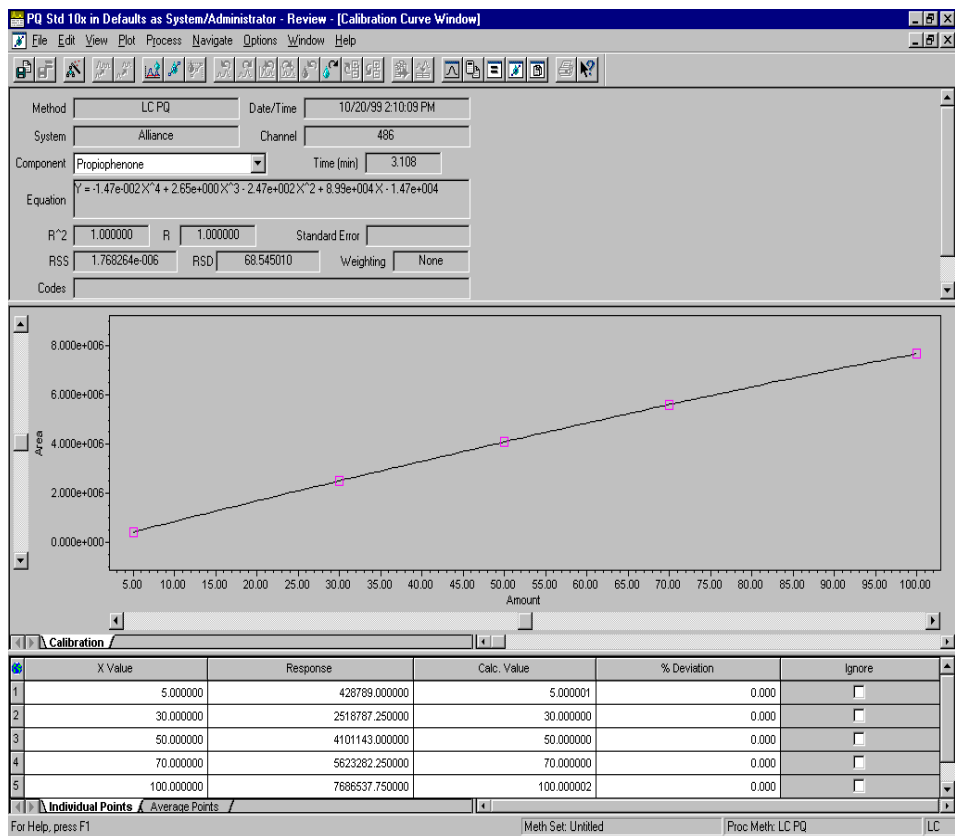 PQ Std 10x in Defaults as System/Administrator - Review - [Calibration Curve Window]
File Edit View Plot Process Navigate Options Window Help
Method LC PQ Date/Time 10/20/99 2:10:09 PM
System Alliance Channel 486
Component Propiophenone Time (min) 3.108
Equation Y = -1.47e-002 X^4 + 2.65e+000 X^3 - 2.47e+002 X^2 + 8.99e+004 X - 1.47e+004
R^2 1.000000 R 1.000000 Standard Error
RSS 1.768264e-006 RSD 68.545010 Weighting None
Codes
8.000e+006
6.000e+006
4.000e+006
2.000e+006
0.000e+000
Area
5.00 10.00 15.00 20.00 25.00 30.00 35.00 40.00 45.00 50.00 55.00 60.00 65.00 70.00 75.00 80.00 85.00 90.00 95.00 100.00
Amount
Calibration
X Value Response Calc. Value % Deviation Ignore
1 5.000000 428789.000000 5.000001 0.000
2 30.000000 2518787.250000 30.000000 0.000
3 50.000000 4101143.000000 50.000000 0.000
4 70.000000 5623282.250000 70.000000 0.000
5 100.000000 7686537.750000 100.000002 0.000
Individual Points Average Points
For Help, press F1 Meth Set: Untitled Proc Meth: LC PQ LC